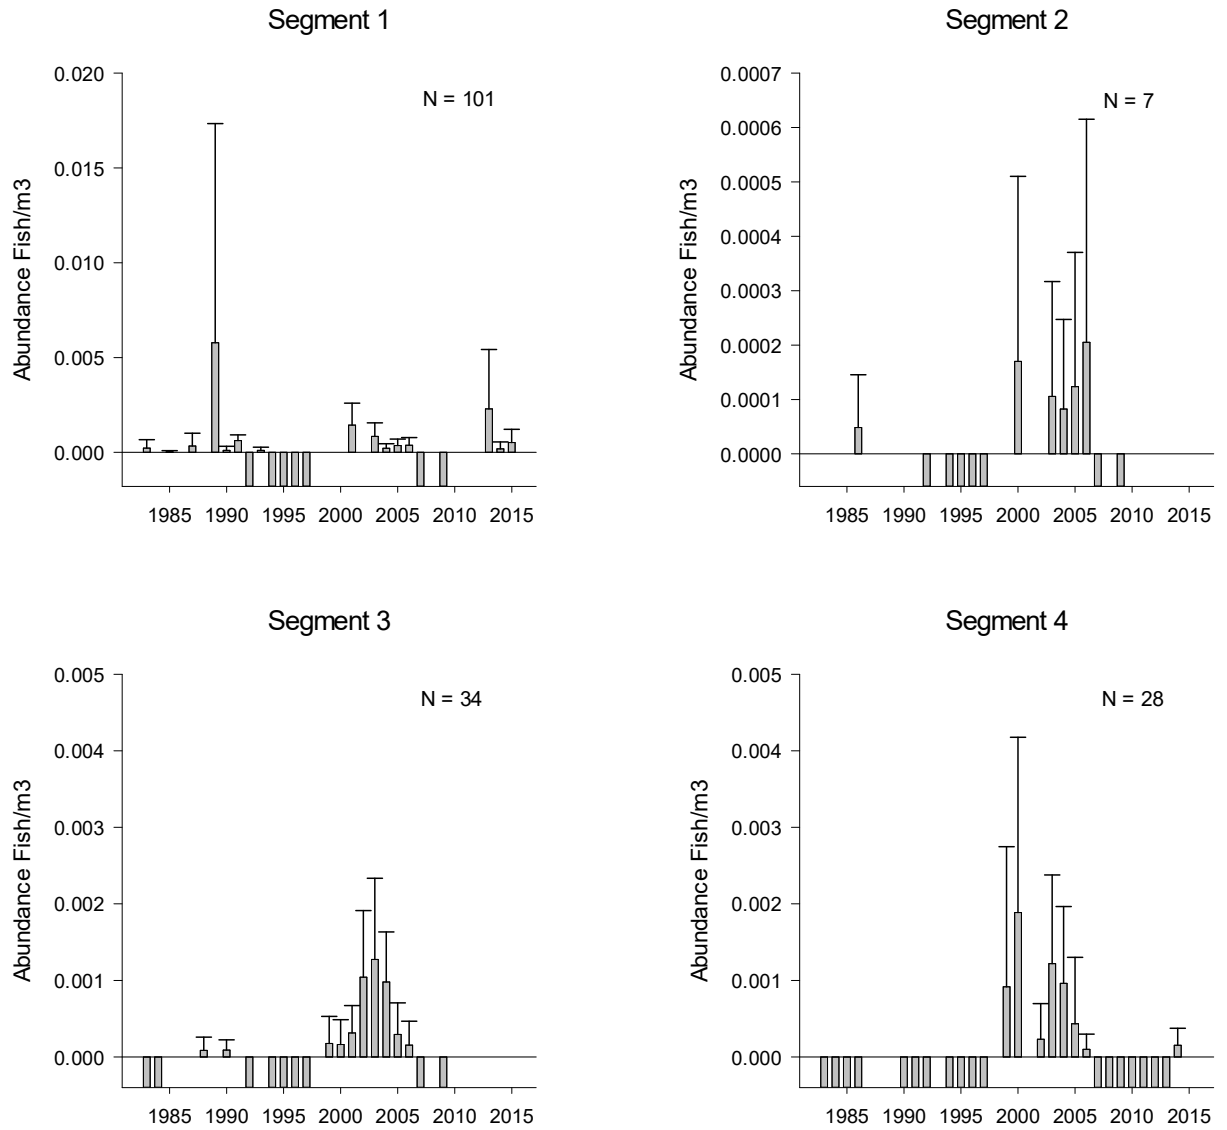 Segment 1
N = 101
Abundance Fish/m3
0.020
0.015
0.010
0.005
0.000
1985 1990 1995 2000 2005 2010 2015
Segment 2
N = 7
Abundance Fish/m3
0.0007
0.0006
0.0005
0.0004
0.0003
0.0002
0.0001
0.0000
1985 1990 1995 2000 2005 2010 2015
Segment 3
N = 34
Abundance Fish/m3
0.005
0.004
0.003
0.002
0.001
0.000
1985 1990 1995 2000 2005 2010 2015
Segment 4
N = 28
Abundance Fish/m3
0.005
0.004
0.003
0.002
0.001
0.000
1985 1990 1995 2000 2005 2010 2015